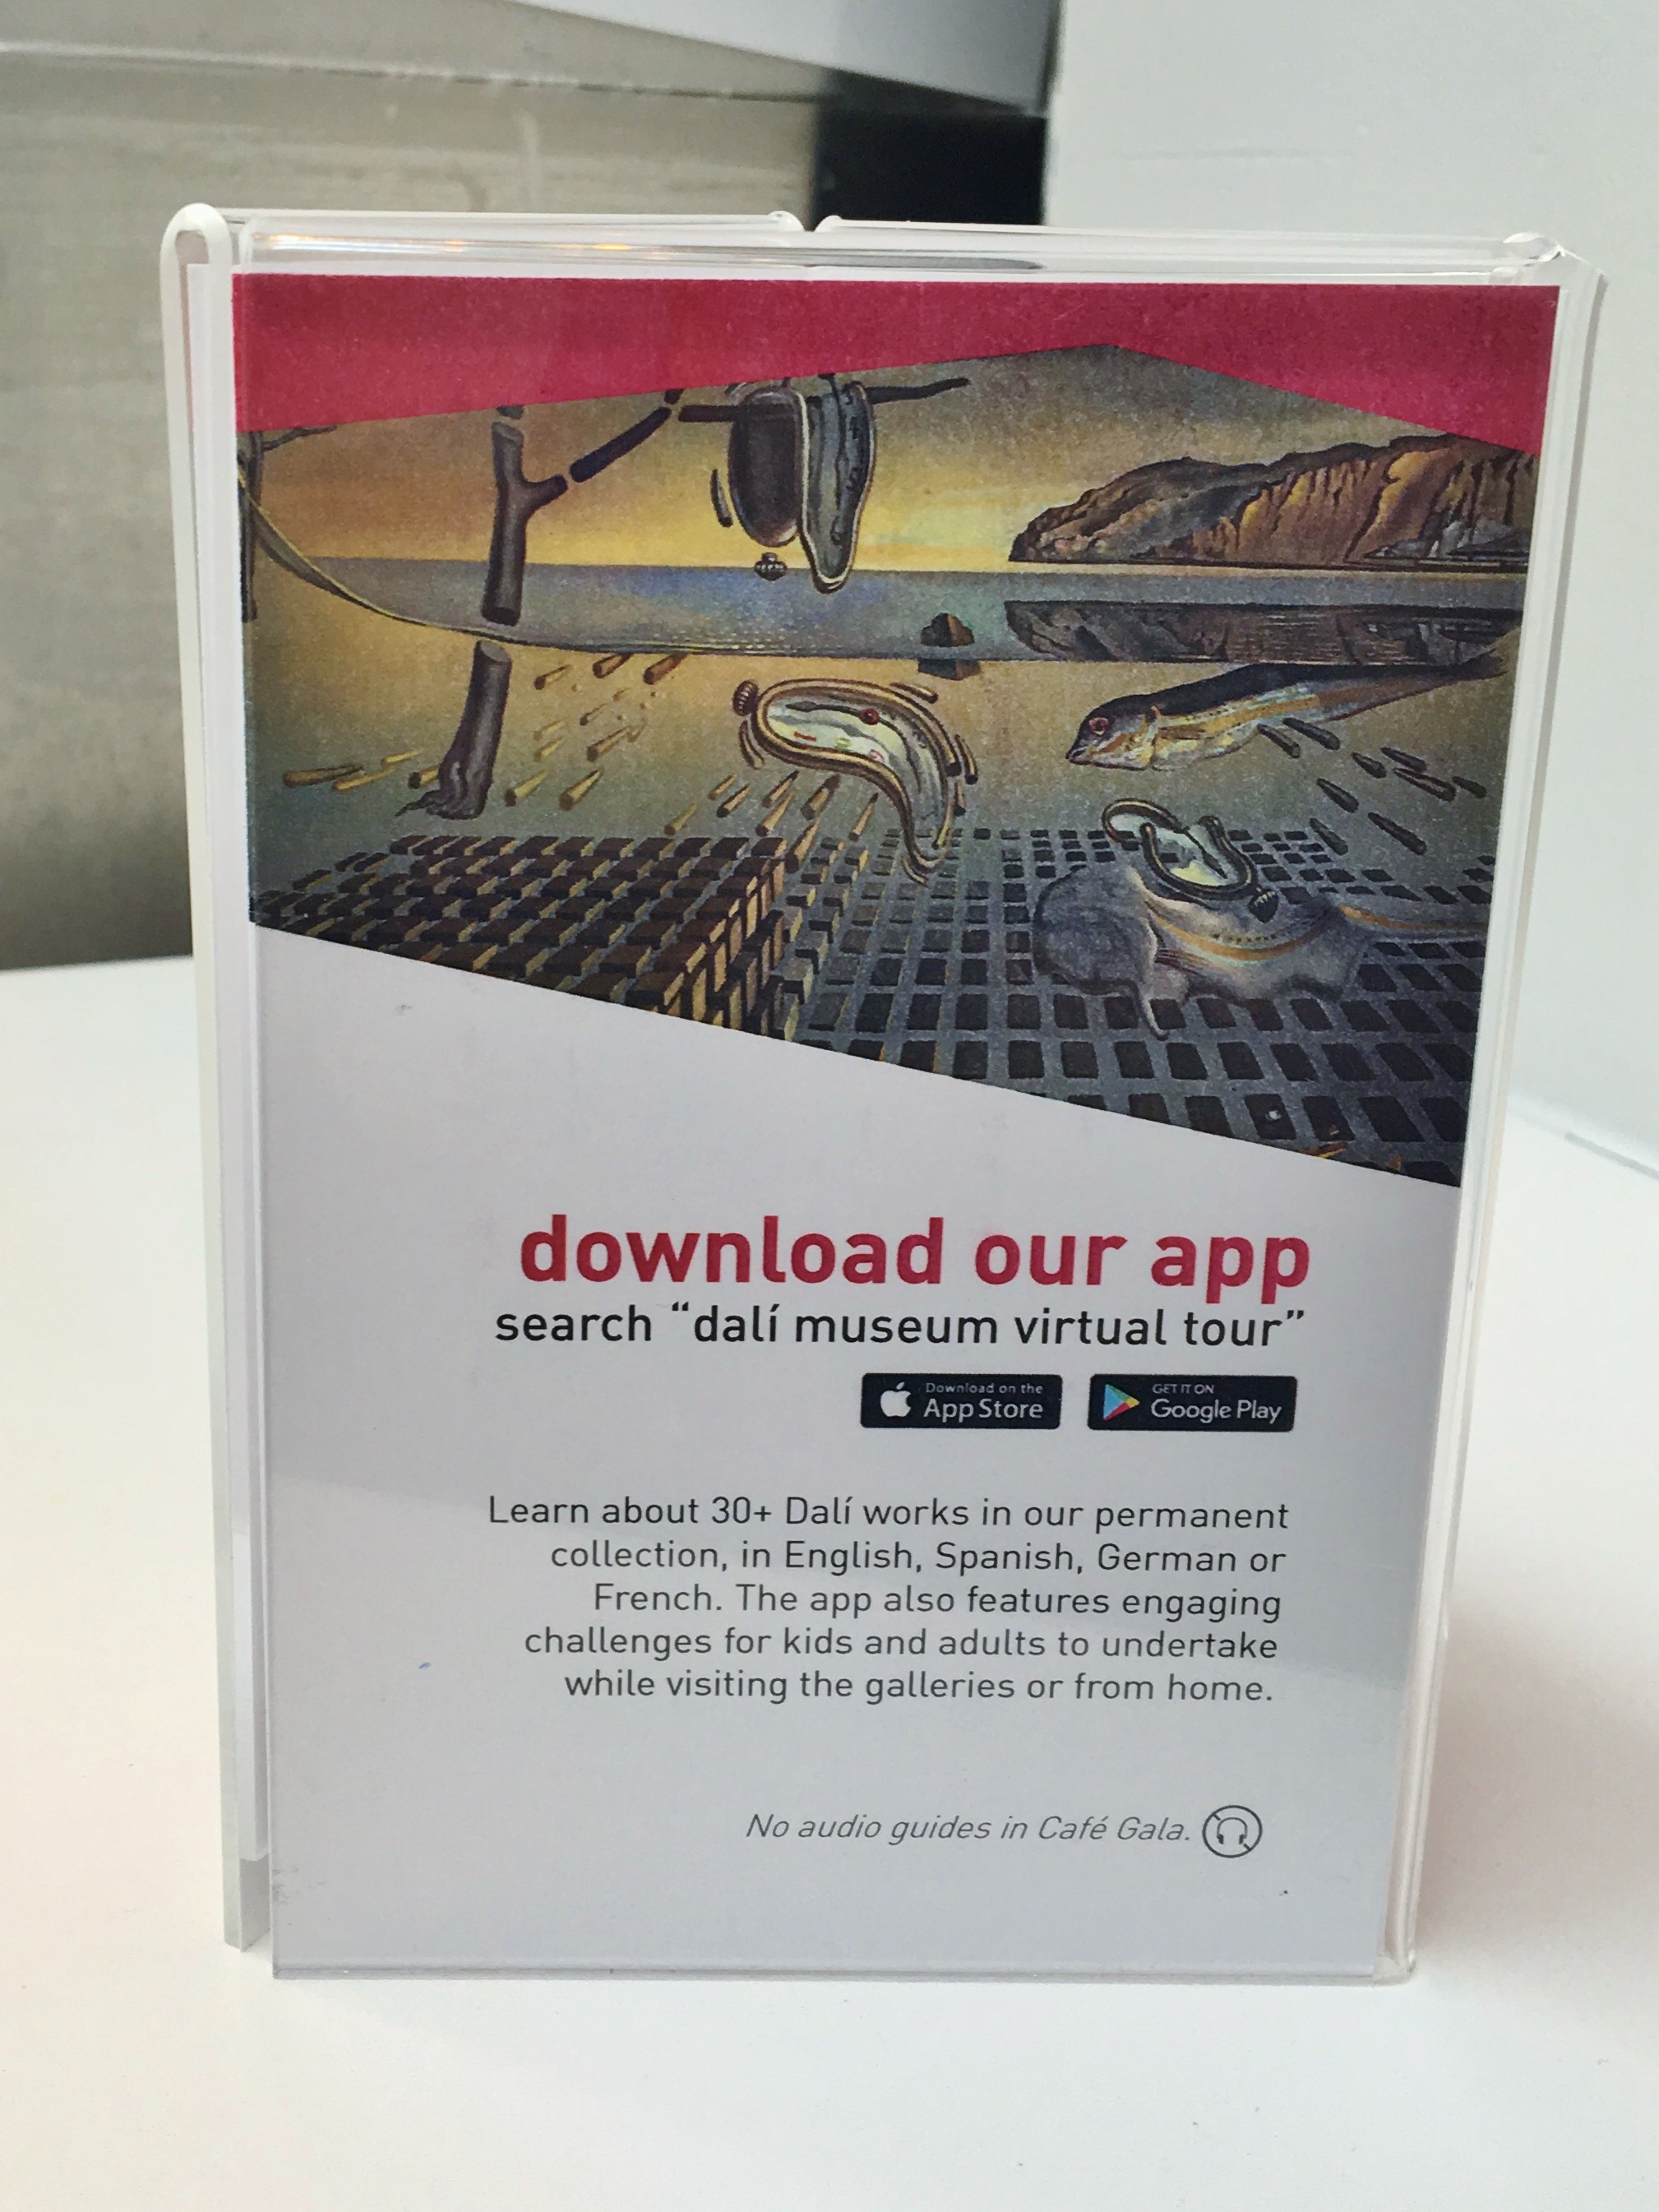 download our app
search “dalí museum virtual tour”
Download on the
App Store
GET IT ON
Google Play
Learn about 30+ Dalí works in our permanent
collection, in English, Spanish, German or
French. The app also features engaging
challenges for kids and adults to undertake
while visiting the galleries or from home.
No audio guides in Café Gala.